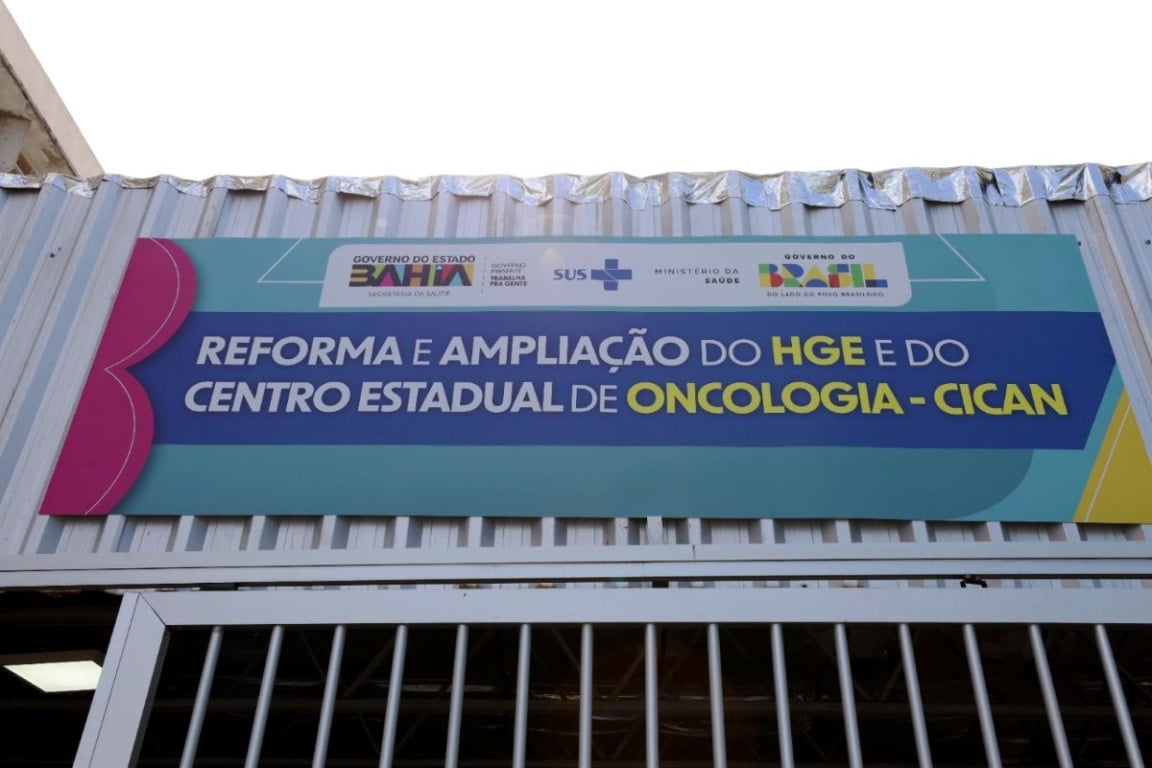 GOVERNO DO ESTADO
BAHIA
SECRETARIA DA SAÚDE
GOVERNO
PRESENTE
TRABALHA
PRA GENTE
SUS
MINISTÉRIO DA
SAÚDE
GOVERNO DO
BRASIL
DO LADO DO POVO BRASILEIRO
REFORMA E AMPLIAÇÃO DO HGE E DO
CENTRO ESTADUAL DE ONCOLOGIA - CICAN